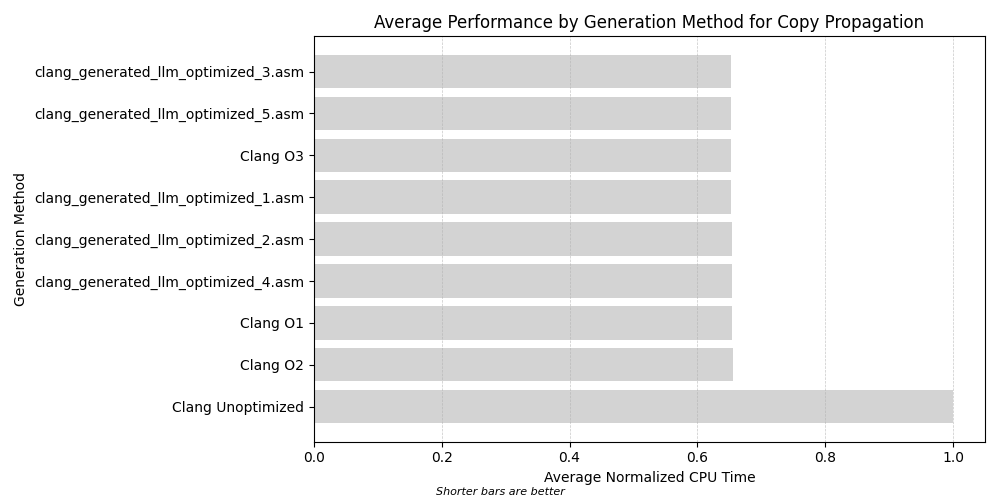 Average Performance by Generation Method for Copy Propagation
Generation Method
clang_generated_llm_optimized_3.asm
clang_generated_llm_optimized_5.asm
Clang O3
clang_generated_llm_optimized_1.asm
clang_generated_llm_optimized_2.asm
clang_generated_llm_optimized_4.asm
Clang O1
Clang O2
Clang Unoptimized
0.0 0.2 0.4 0.6 0.8 1.0
Average Normalized CPU Time
Shorter bars are better